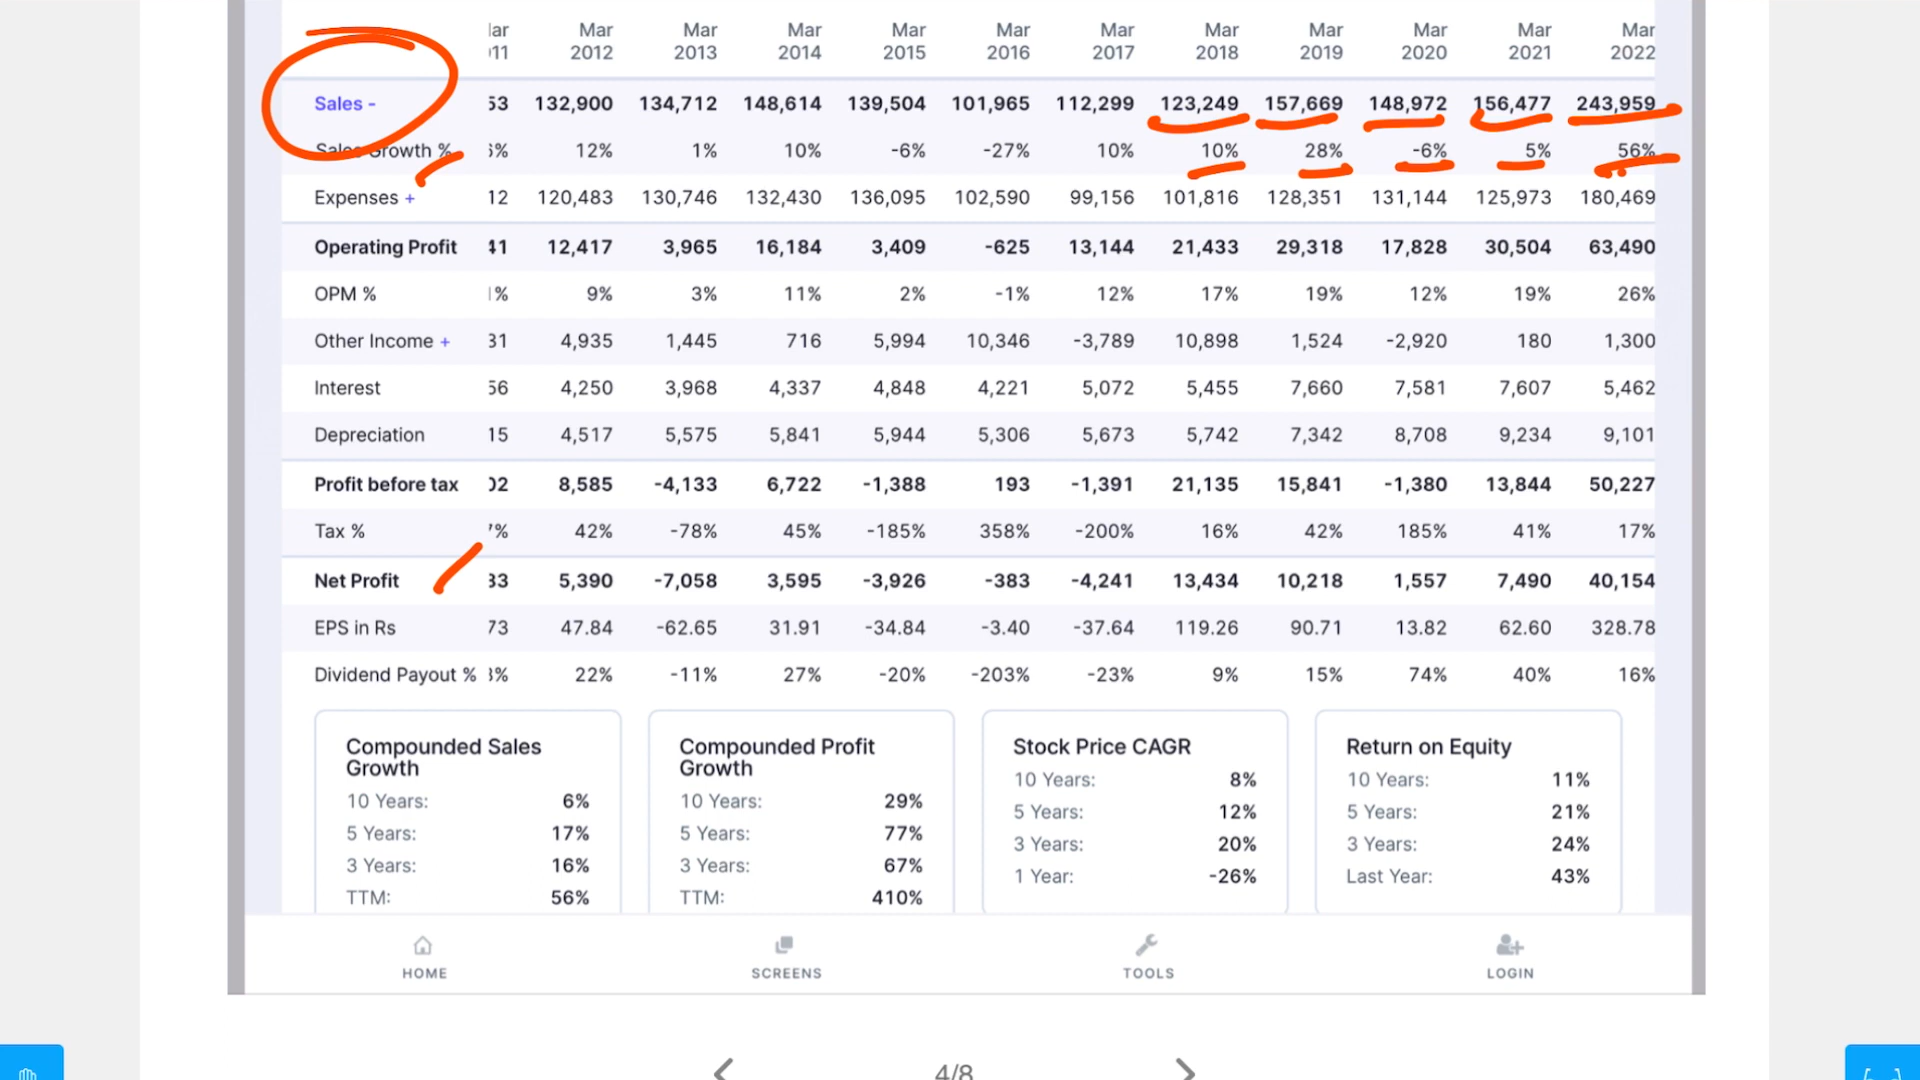 Mar Mar Mar Mar Mar Mar Mar Mar Mar Mar Mar
2012 2013 2014 2015 2016 2017 2018 2019 2020 2021 2022
Sales - 53 132,900 134,712 148,614 139,504 101,965 112,299 123,249 157,669 148,972 156,477 243,959
Sales Growth % 12% 1% 10% -6% -27% 10% 10% 28% -6% 5% 56%
Expenses + 12 120,483 130,746 132,430 136,095 102,590 99,156 101,816 128,351 131,144 125,973 180,469
Operating Profit 41 12,417 3,965 16,184 3,409 -625 13,144 21,433 29,318 17,828 30,504 63,490
OPM % % 9% 3% 11% 2% -1% 12% 17% 19% 12% 19% 26%
Other Income + 31 4,935 1,445 716 5,994 10,346 -3,789 10,898 1,524 -2,920 180 1,300
Interest 56 4,250 3,968 4,337 4,848 4,221 5,072 5,455 7,660 7,581 7,607 5,462
Depreciation 15 4,517 5,575 5,841 5,944 5,306 5,673 5,742 7,342 8,708 9,234 9,101
Profit before tax 02 8,585 -4,133 6,722 -1,388 193 -1,391 21,135 15,841 -1,380 13,844 50,227
Tax % % 42% -78% 45% -185% 358% -200% 16% 42% 185% 41% 17%
Net Profit 33 5,390 -7,058 3,595 -3,926 -383 -4,241 13,434 10,218 1,557 7,490 40,154
EPS in Rs 73 47.84 -62.65 31.91 -34.84 -3.40 -37.64 119.26 90.71 13.82 62.60 328.78
Dividend Payout % 22% -11% 27% -20% -203% -23% 9% 15% 74% 40% 16%
Compounded Sales
Growth
10 Years: 6%
5 Years: 17%
3 Years: 16%
TTM: 56%
Compounded Profit
Growth
10 Years: 29%
5 Years: 77%
3 Years: 67%
TTM: 410%
Stock Price CAGR
10 Years: 8%
5 Years: 12%
3 Years: 20%
1 Year: -26%
Return on Equity
10 Years: 11%
5 Years: 21%
3 Years: 24%
Last Year: 43%
HOME SCREENS TOOLS LOGIN
4/8